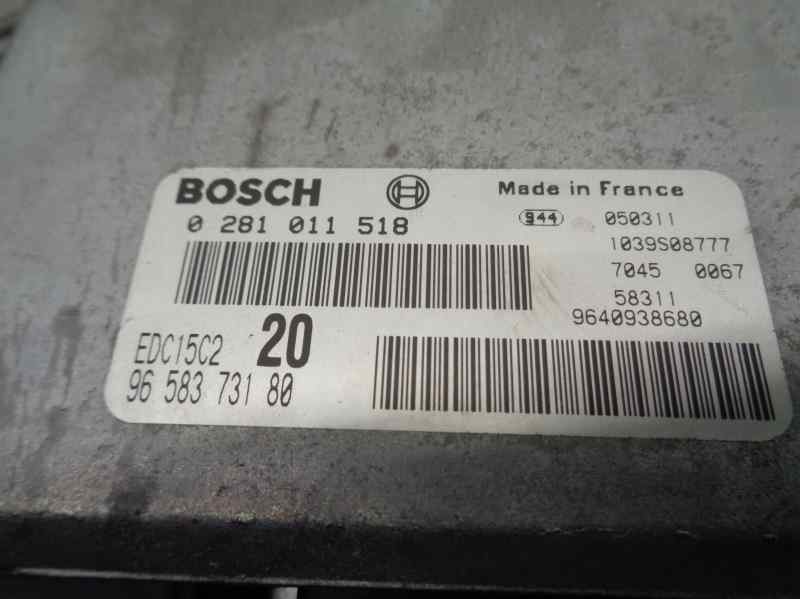 BOSCH
0 281 011 518
Made in France
944 050311
1039S08777
7045 0067
58311
9640938680
EDC15C2 20
96 583 731 80